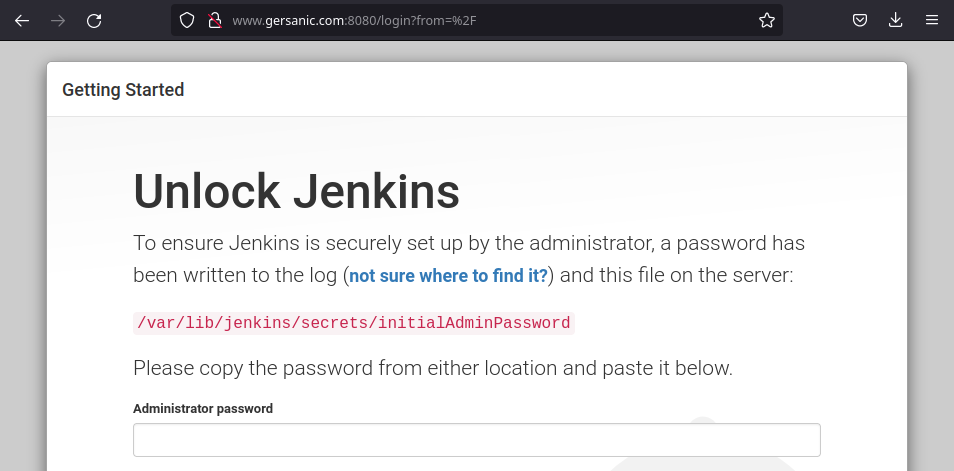 www.gersanic.com:8080/login?from=%2F
Getting Started
Unlock Jenkins
To ensure Jenkins is securely set up by the administrator, a password has
been written to the log (not sure where to find it?) and this file on the server:
/var/lib/jenkins/secrets/initialAdminPassword
Please copy the password from either location and paste it below.
Administrator password